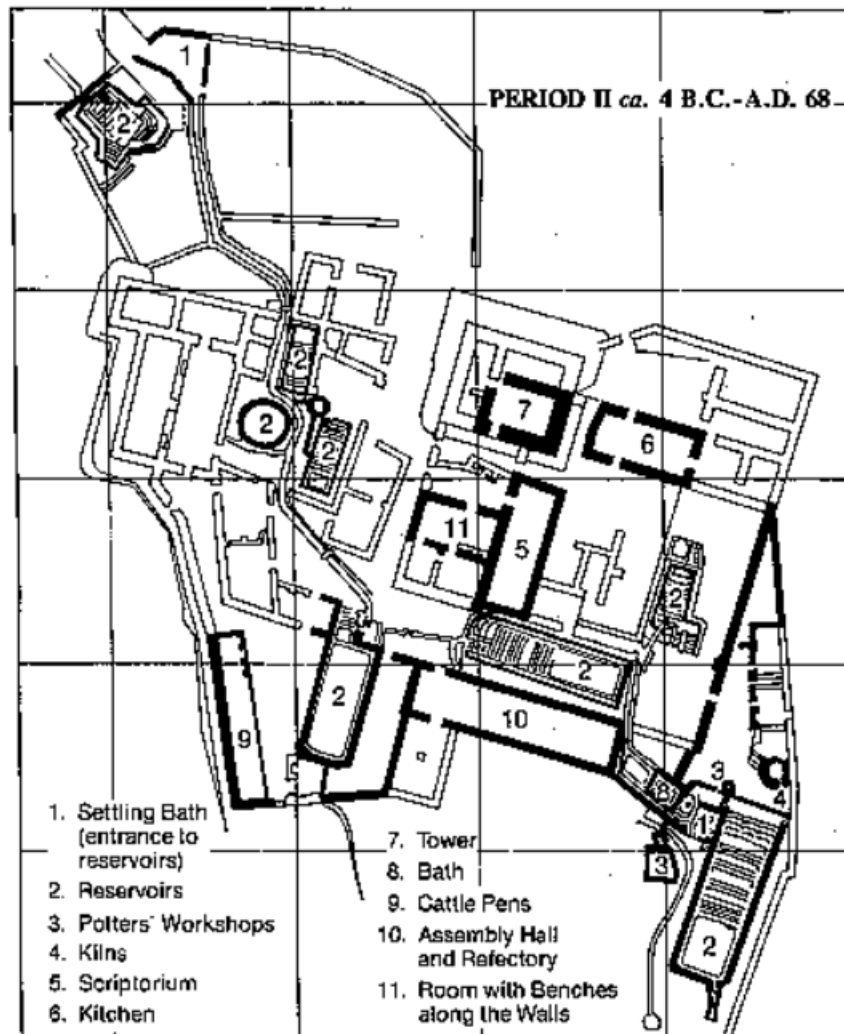 1
PERIOD II ca. 4 B.C.-A.D. 68
2
2
7
2
6
2
11
5
2
2
2
10
9
3
8
4
1
3
2
1. Settling Bath
(entrance to
reservoirs)
2. Reservoirs
3. Potters' Workshops
4. Kilns
5. Scriptorium
6. Kitchen
7. Tower
8. Bath
9. Cattle Pens
10. Assembly Hall
and Refectory
11. Room with Benches
along the Walls